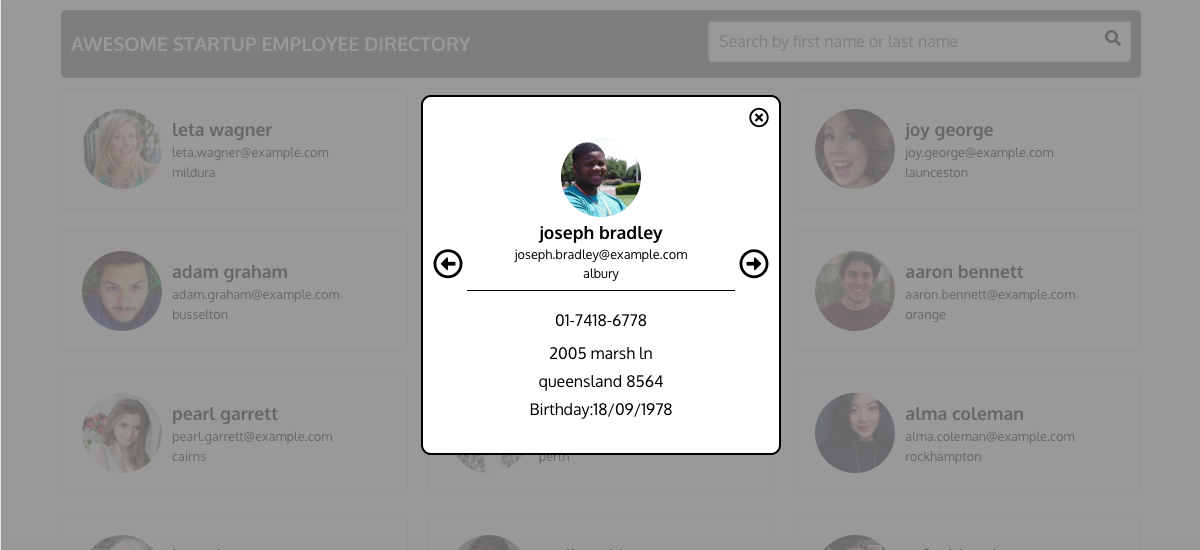 AWESOME STARTUP EMPLOYEE DIRECTORY
Search by first name or last name
leta wagner
leta.wagner@example.com
mildura
joy george
joy.george@example.com
launceston
joseph bradley
joseph.bradley@example.com
albury
01-7418-6778
2005 marsh ln
queensland 8564
Birthday:18/09/1978
adam graham
adam.graham@example.com
busselton
aaron bennett
aaron.bennett@example.com
orange
pearl garrett
pearl.garrett@example.com
cairns
perth
alma coleman
alma.coleman@example.com
rockhampton